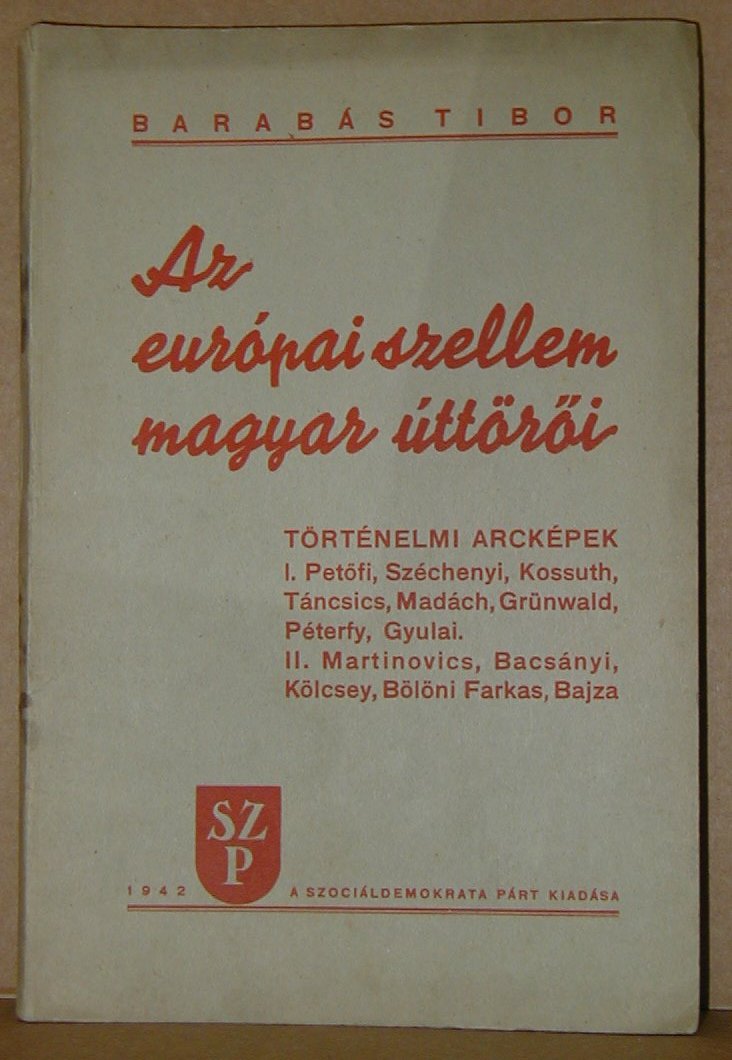 BARABÁS TIBOR
Az
európai szellem
magyar úttörői
TÖRTÉNELMI ARCKÉPEK
I. Petőfi, Széchenyi, Kossuth,
Táncsics, Madách, Grünwald,
Péterfy, Gyulai.
II. Martinovics, Bacsányi,
Kölcsey, Bölöni Farkas, Bajza
SZ
P
1942 A SZOCIÁLDEMOKRATA PÁRT KIADÁSA